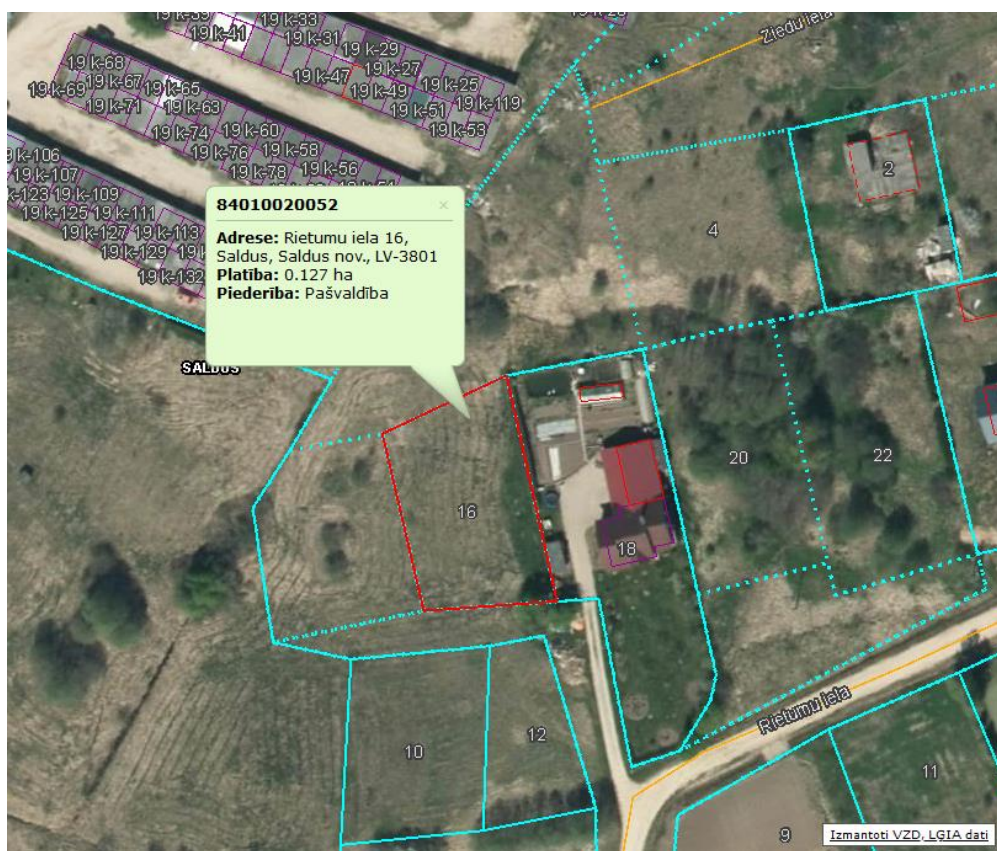 19 k-39
19 k-33
19 k-41
19 k-31
19 k-29
19 k-68
19 k-47
19 k-27
19 k-69
19 k-67
19 k-65
19 k-49
19 k-25
19 k-71
19 k-63
19 k-51
19 k-119
19 k-74
19 k-60
19 k-53
19 k-76
19 k-58
19 k-78
19 k-56
19 k-107
19 k-109
19 k-125
19 k-111
19 k-127
19 k-113
19 k-129
19 k-132
Ziedu iela
2
4
84010020052
×
Adrese: Rietumu iela 16,
Saldus, Saldus nov., LV-3801
Platība: 0.127 ha
Piederība: Pašvaldība
SALDUS
16
18
20
22
10
12
Rietumu iela
11
9
Izmantoti VZD, LĢIA dati